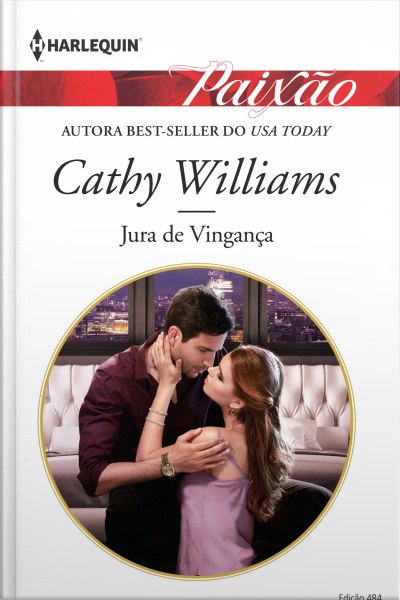 HARLEQUIN®
Paixão
AUTORA BEST-SELLER DO USA TODAY
Cathy Williams
Jura de Vingança
Edição 484